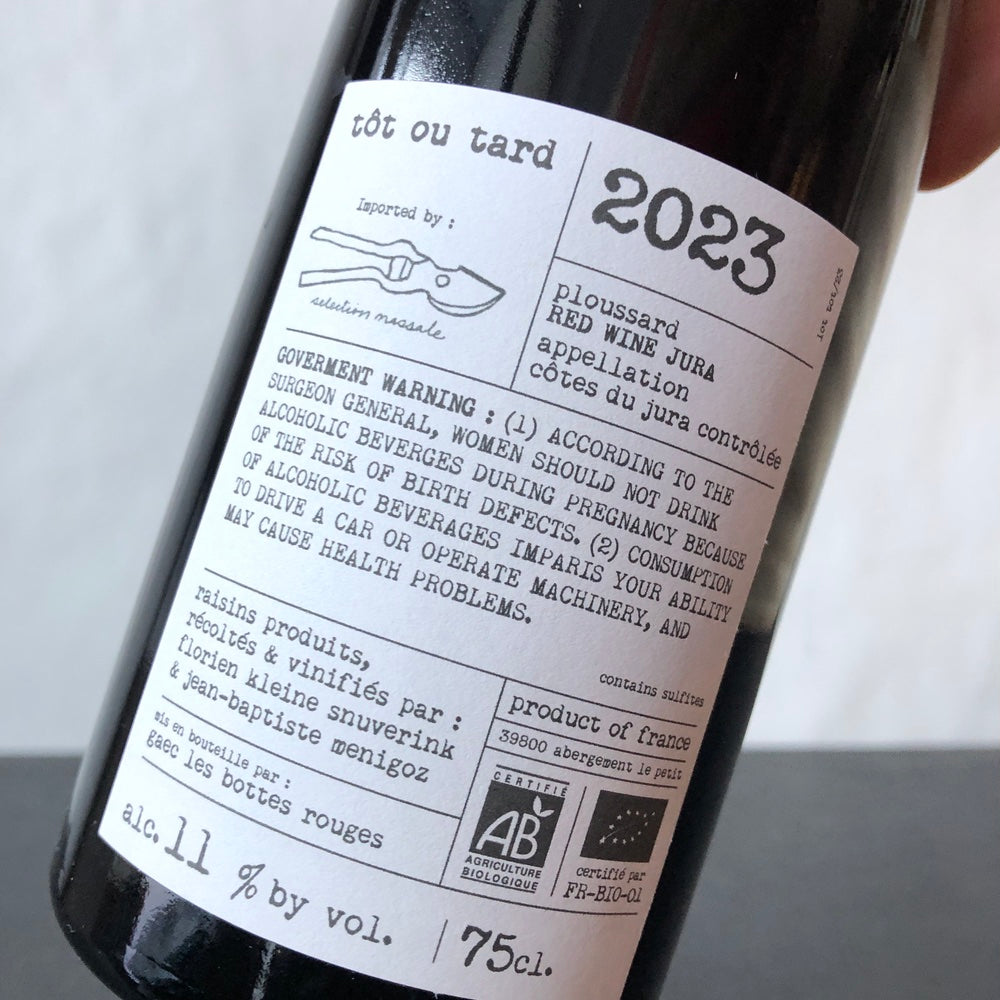 tôt ou tard
Imported by :
selection massale
2023
lot 101/23
ploussard
RED WINE JURA
appellation
côtes du jura contrôlée
GOVERMENT WARNING : (1) ACCORDING TO THE
SURGEON GENERAL, WOMEN SHOULD NOT DRINK
ALCOHOLIC BEVERGES DURING PREGNANCY BECAUSE
OF THE RISK OF BIRTH DEFECTS. (2) CONSUMPTION
OF ALCOHOLIC BEVERAGES IMPARIS YOUR ABILITY
TO DRIVE A CAR OR OPERATE MACHINERY, AND
MAY CAUSE HEALTH PROBLEMS.
contains sulfites
raisins produits,
récoltés & vinifiés par :
florien kleine snuverink
& jean-baptiste menigoz
mis en bouteille par :
gaec les bottes rouges
product of france
39800 abergement le petit
CERTIFIÉ
AB
AGRICULTURE
BIOLOGIQUE
certifié par
FR-BIO-01
alc. 11 % by vol.
75cl.